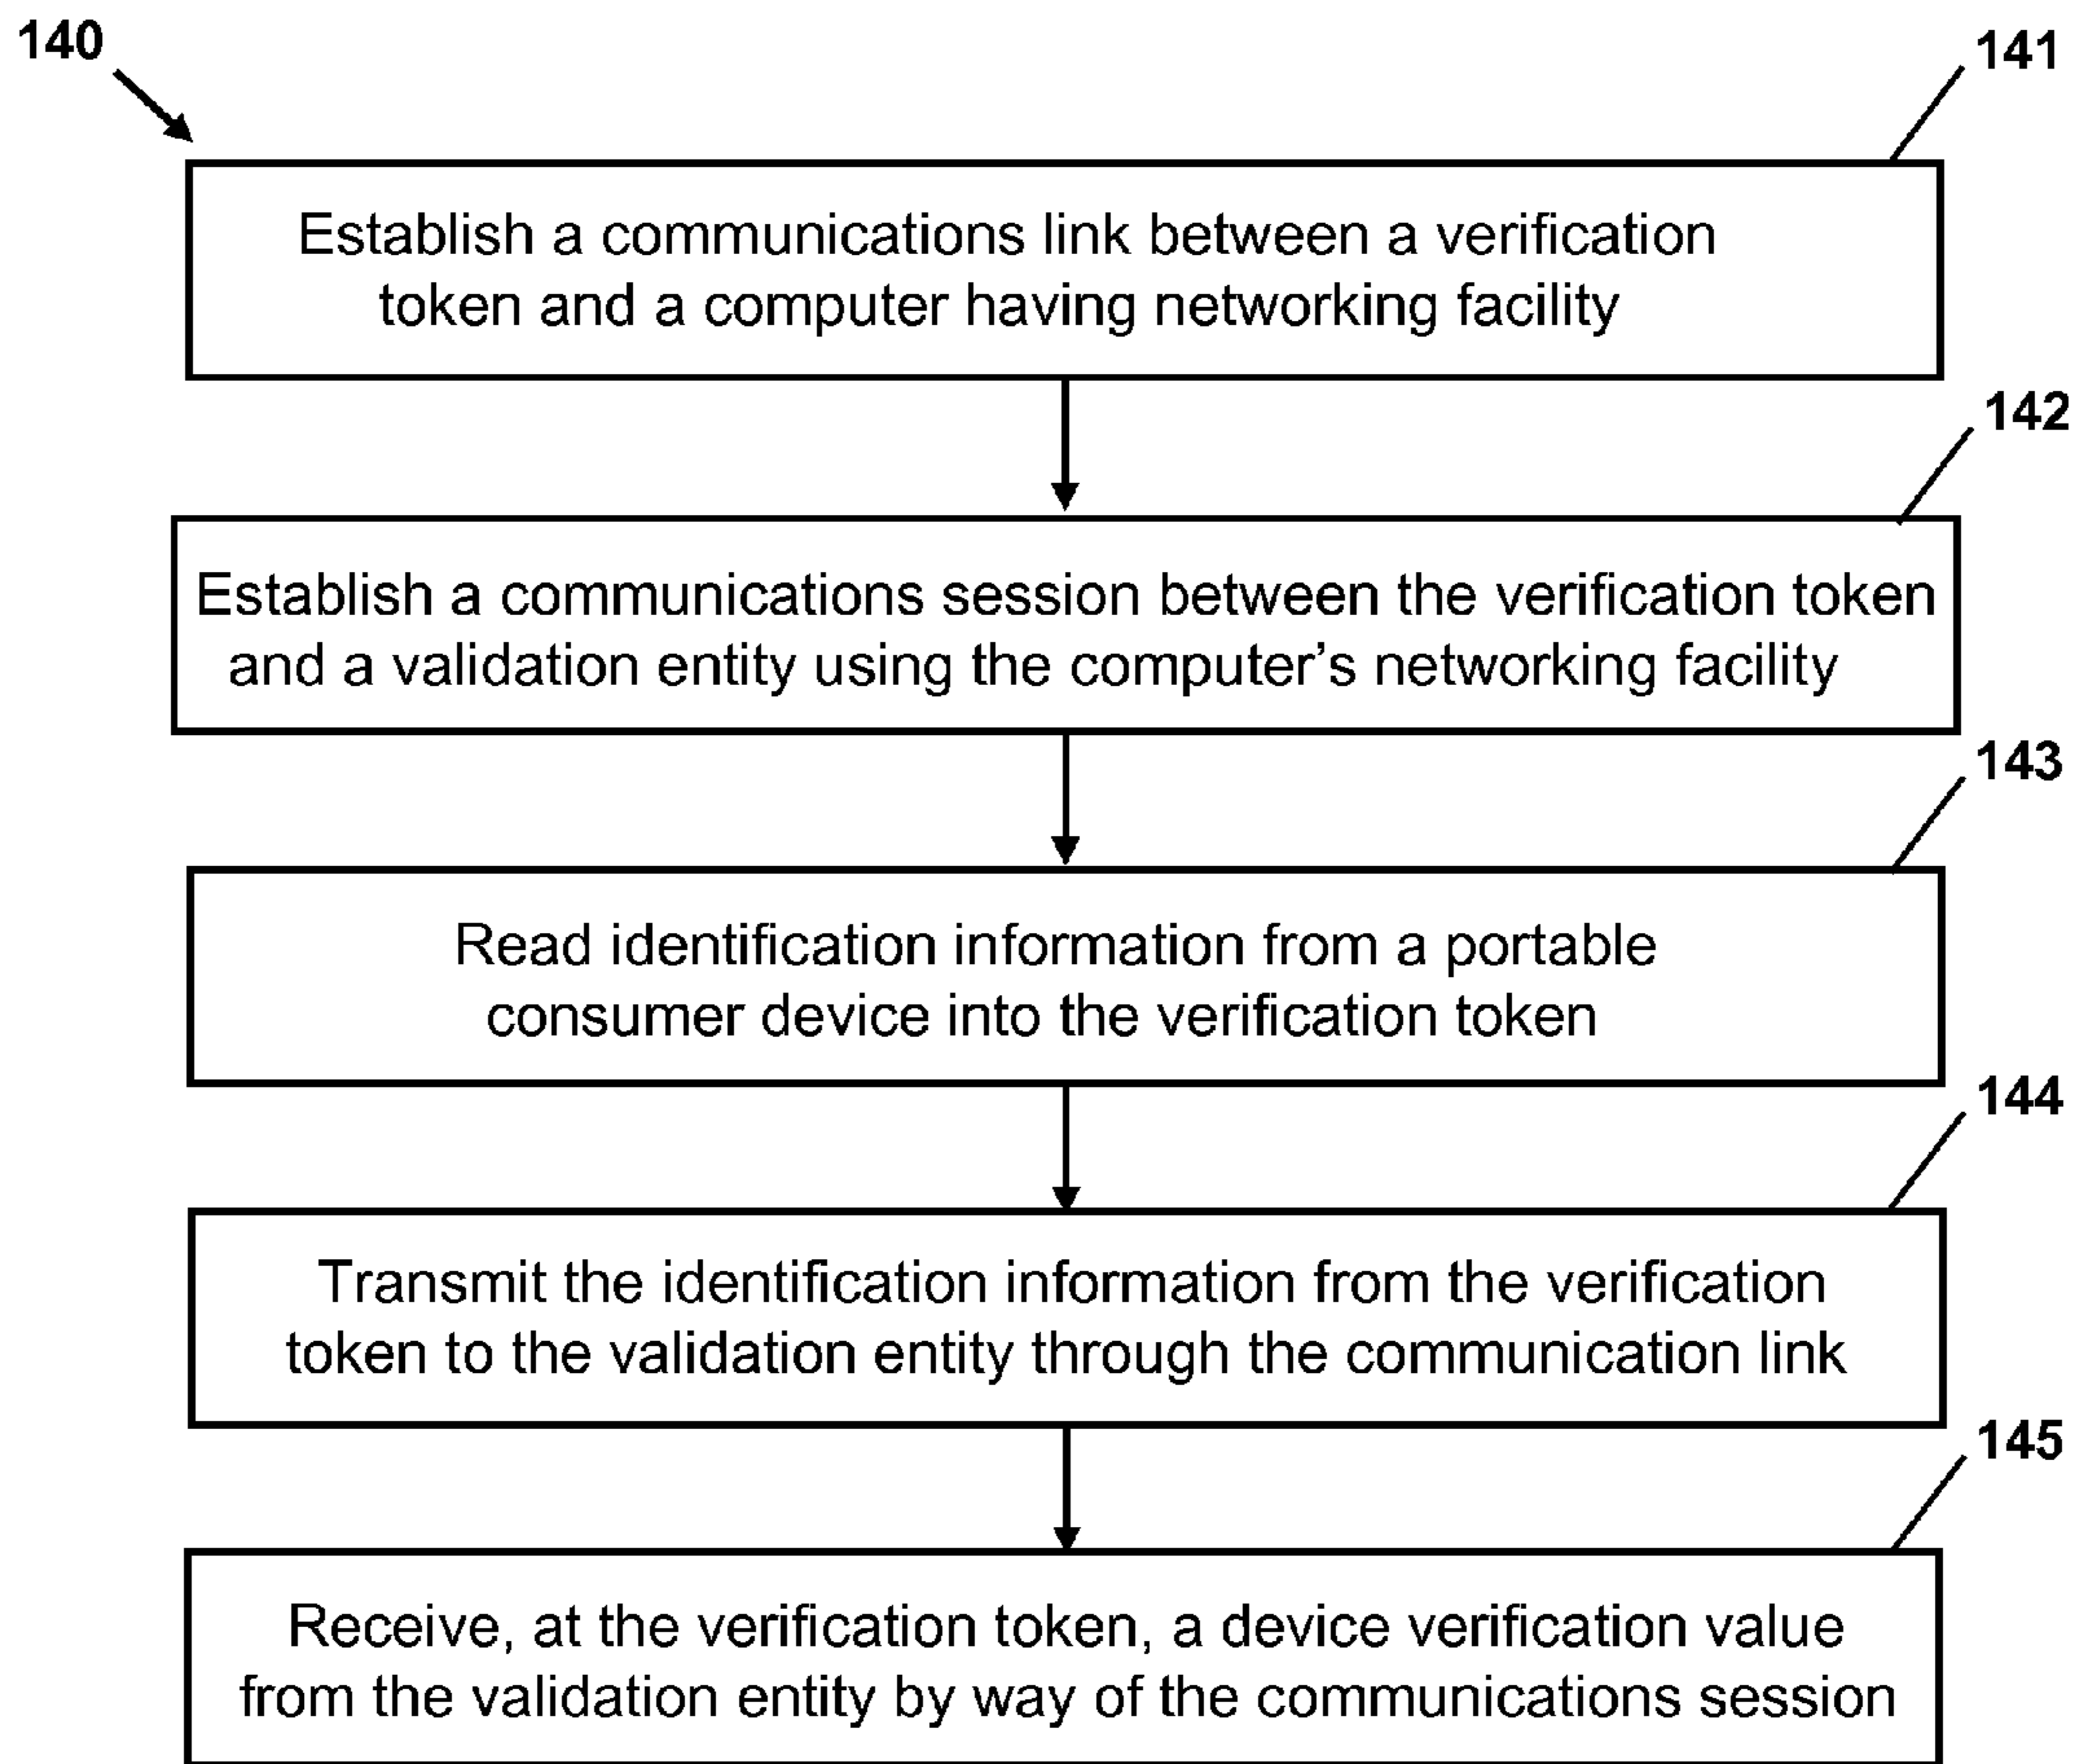 140
141
Establish a communications link between a verification
token and a computer having networking facility
142
Establish a communications session between the verification token
and a validation entity using the computer's networking facility
143
Read identification information from a portable
consumer device into the verification token
144
Transmit the identification information from the verification
token to the validation entity through the communication link
145
Receive, at the verification token, a device verification value
from the validation entity by way of the communications session